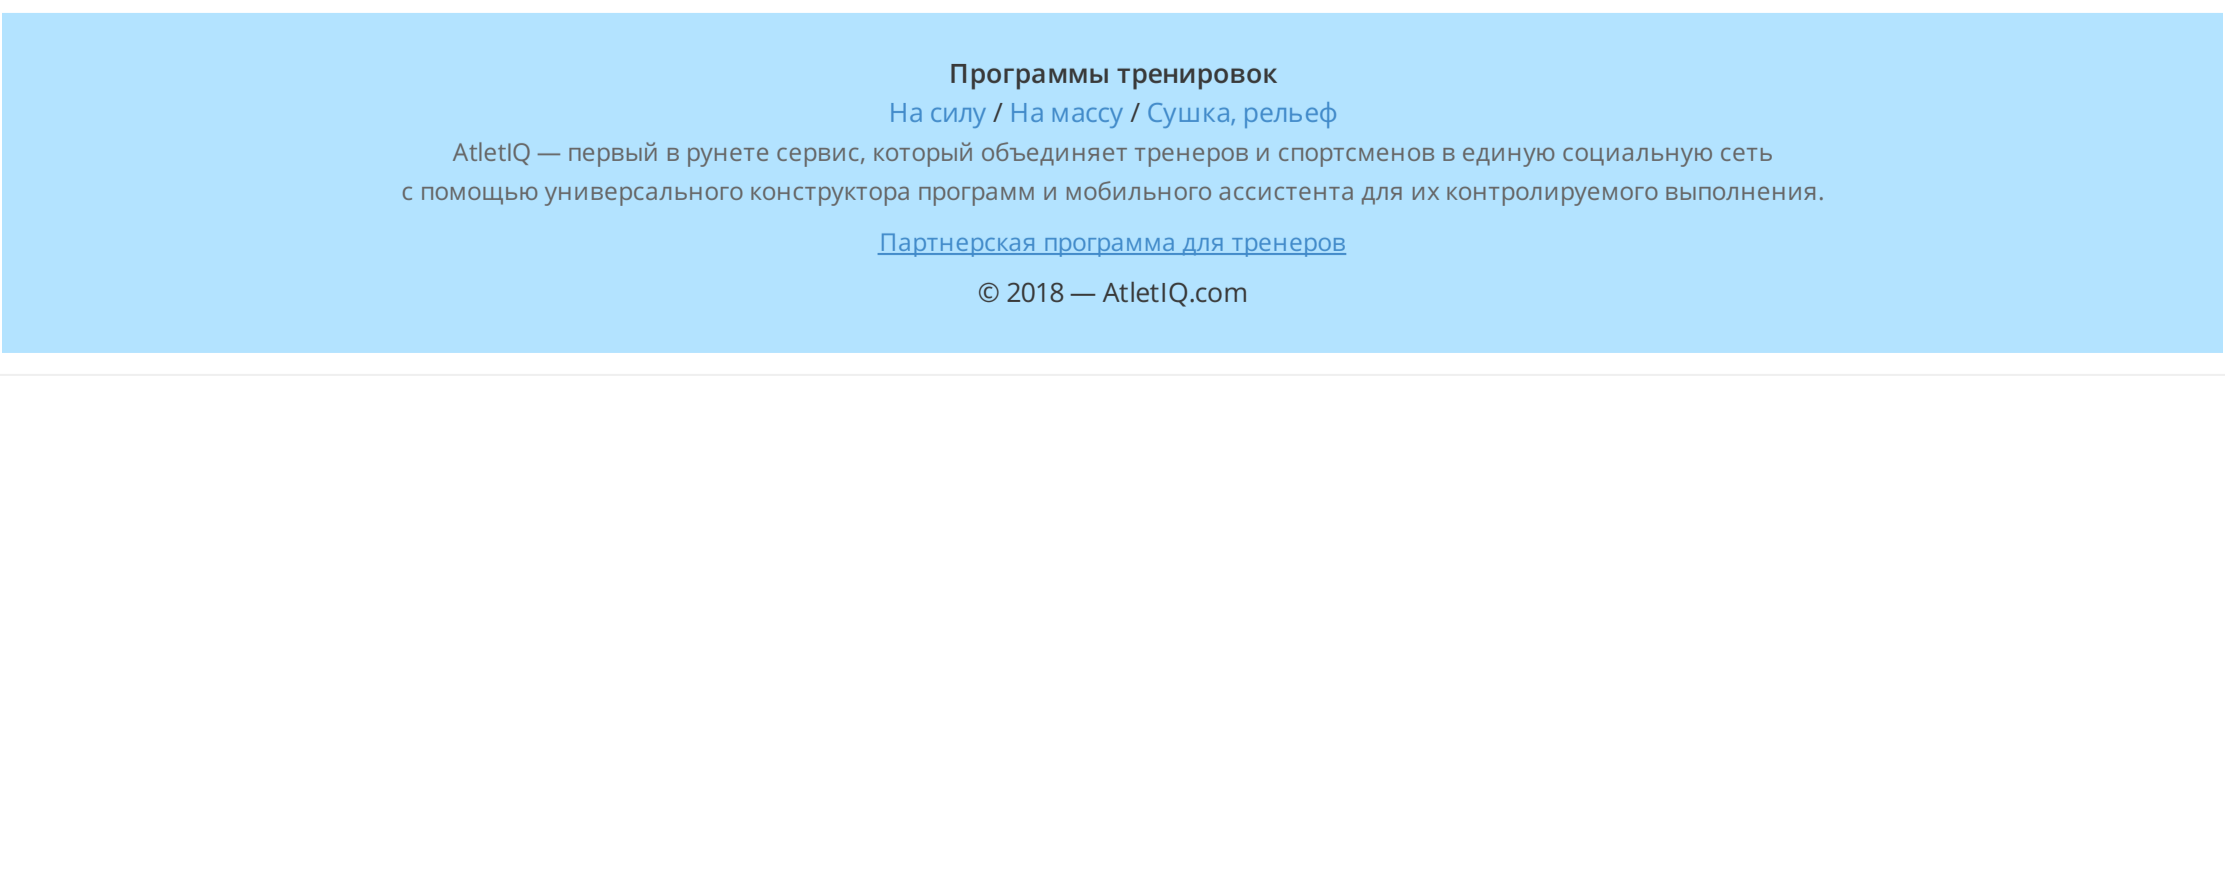 Программы тренировок
На силу / На массу / Сушка, рельеф
AtletIQ — первый в рунете сервис, который объединяет тренеров и спортсменов в единую социальную сеть
с помощью универсального конструктора программ и мобильного ассистента для их контролируемого выполнения.
Партнерская программа для тренеров
© 2018 — AtletIQ.com